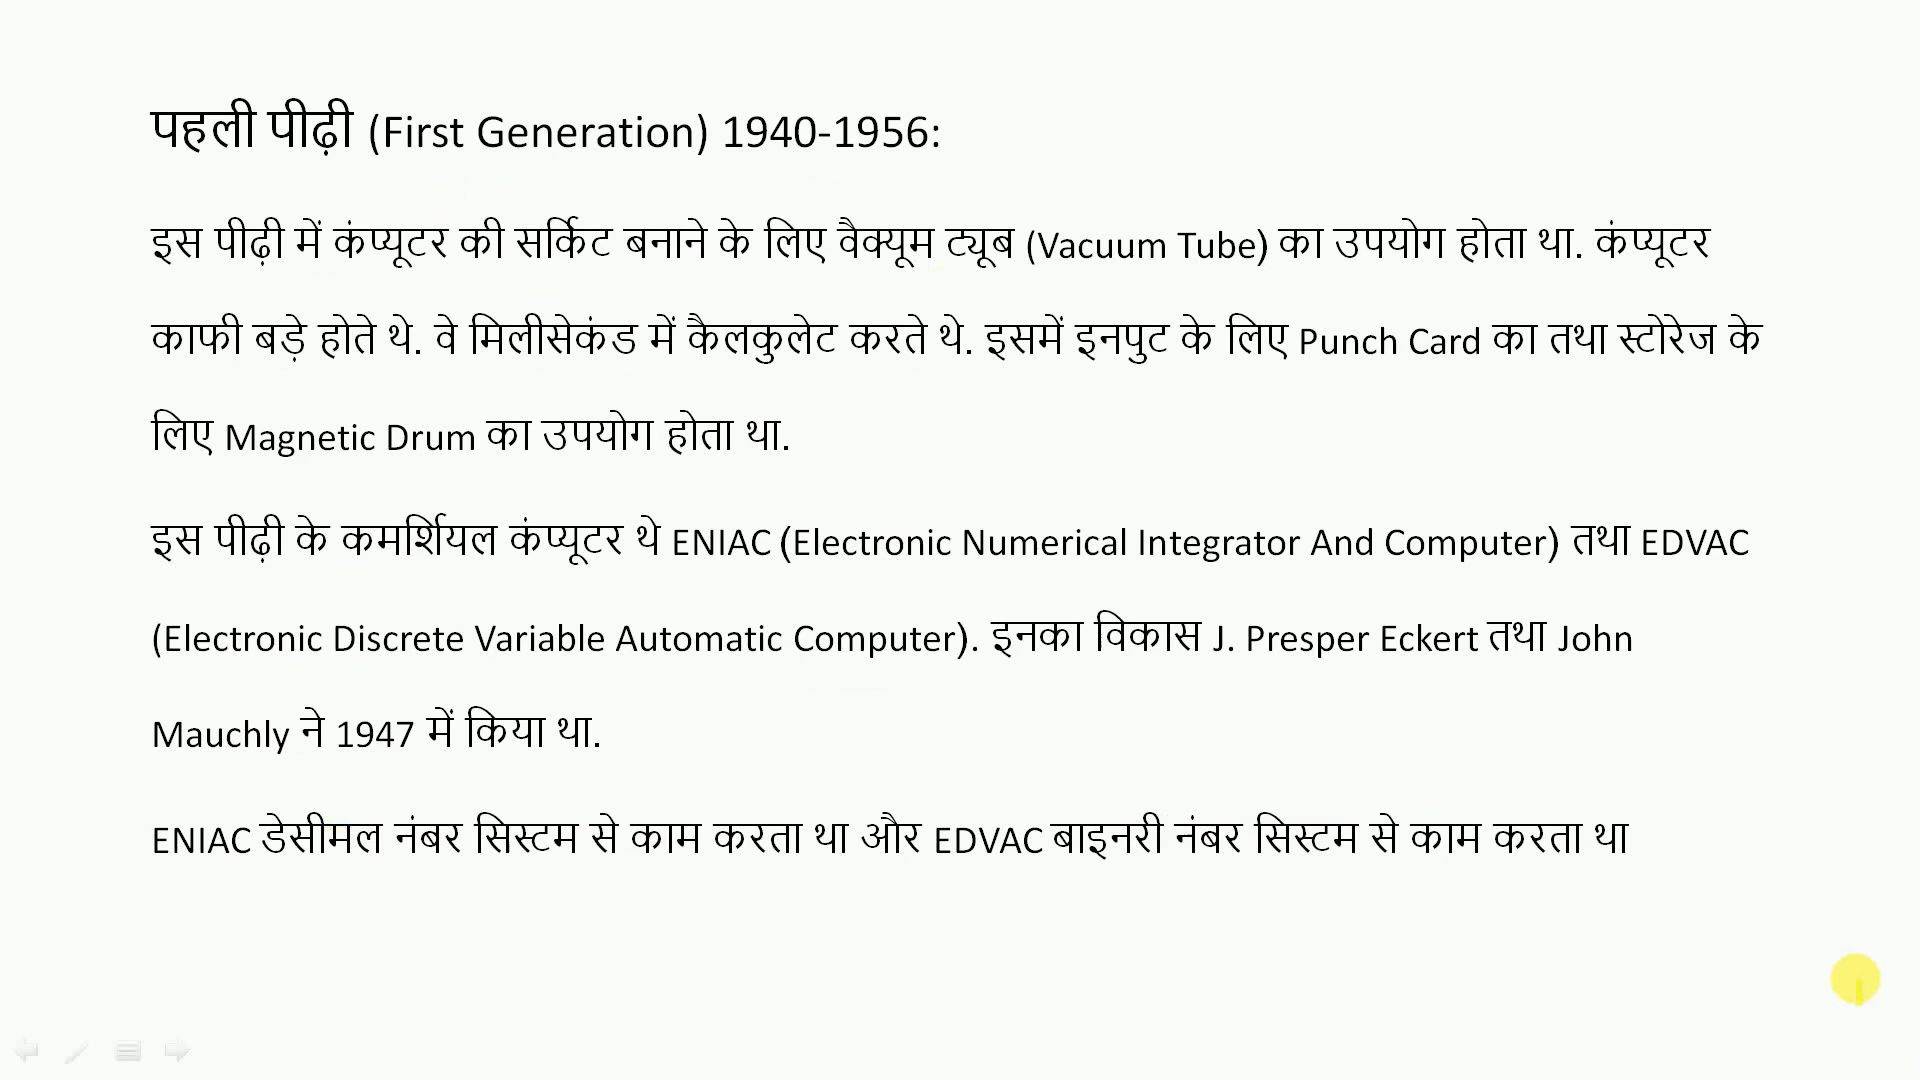 पहली पीढ़ी (First Generation) 1940-1956:
इस पीढ़ी में कंप्यूटर की सर्किट बनाने के लिए वैक्यूम ट्यूब (Vacuum Tube) का उपयोग होता था. कंप्यूटर
काफी बड़े होते थे. वे मिलीसेकंड में कैलकुलेट करते थे. इसमें इनपुट के लिए Punch Card का तथा स्टोरेज के
लिए Magnetic Drum का उपयोग होता था.
इस पीढ़ी के कमर्शियल कंप्यूटर थे ENIAC (Electronic Numerical Integrator And Computer) तथा EDVAC
(Electronic Discrete Variable Automatic Computer). इनका विकास J. Presper Eckert तथा John
Mauchly ने 1947 में किया था.
ENIAC डेसीमल नंबर सिस्टम से काम करता था और EDVAC बाइनरी नंबर सिस्टम से काम करता था